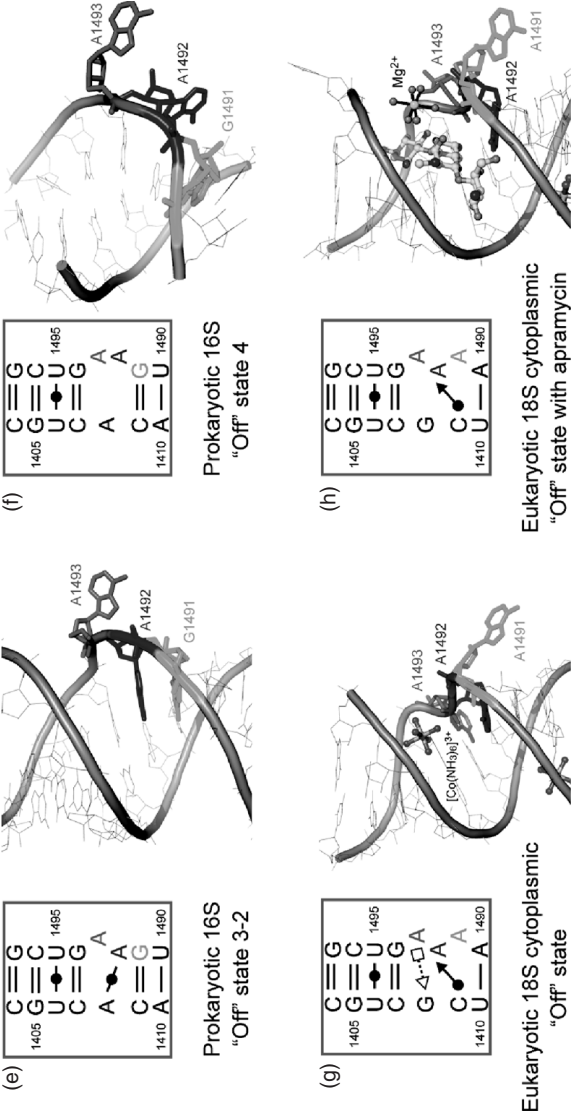 (e)
C=G
1405 G=C
U U 1495
C=G
A
A A
C=G
1410 A—U 1490
Prokaryotic 16S
"Off" state 3-2
A1493
A1492
G1491
(f)
C=G
1405 G=C
U U 1495
C=G
A
A A
C=G
1410 A—U 1490
Prokaryotic 16S
"Off" state 4
A1493
A1492
G1491
(g)
C=G
1405 G=C
U U 1495
C=G
G A
A
C A
1410 U—A 1490
Eukaryotic 18S cytoplasmic
"Off" state
A1493
A1492
A1491
[Co(NH3)6]3+
(h)
C=G
1405 G=C
U U 1495
C=G
G A
A
C A
1410 U—A 1490
Eukaryotic 18S cytoplasmic
"Off" state with apramycin
Mg2+
A1493
A1491
A1492